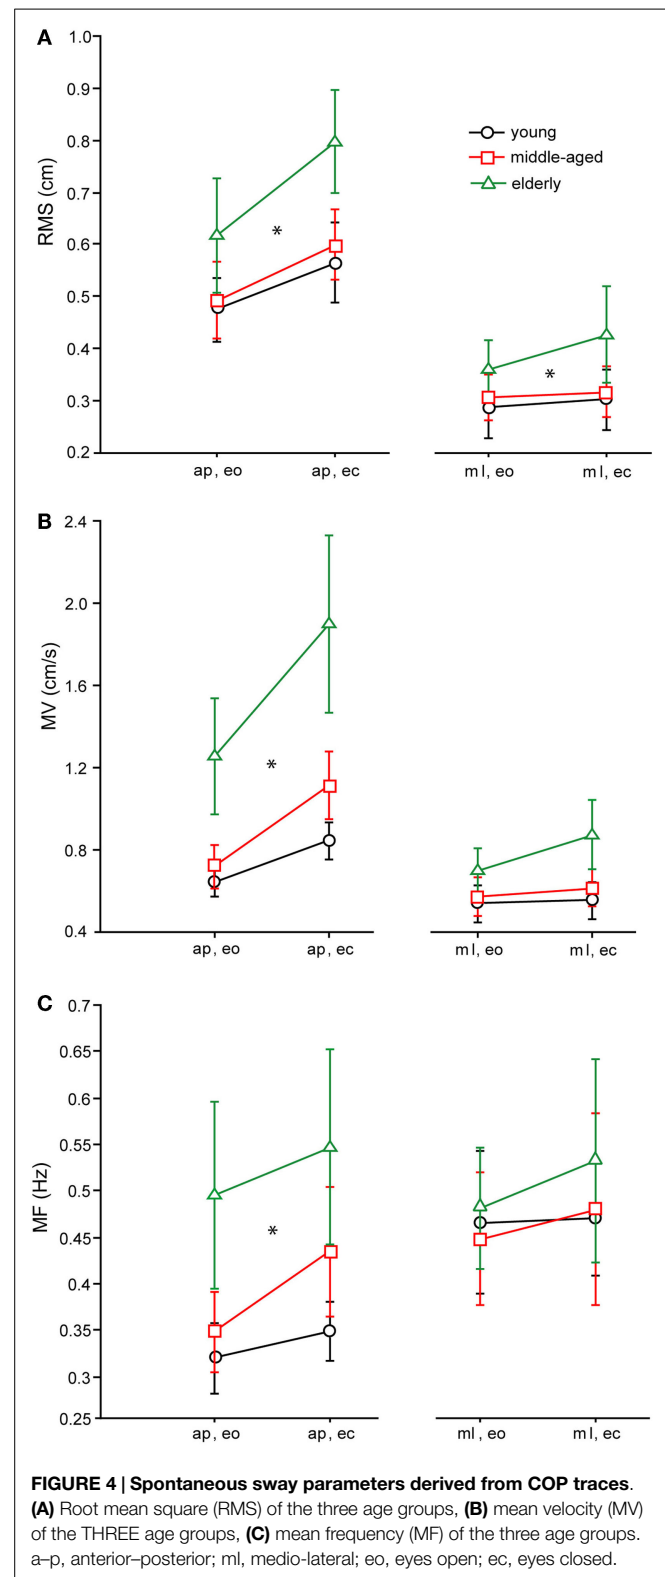 A
1.0
0.9
0.8
0.7
0.6
0.5
0.4
0.3
0.2
RMS (cm)
young
middle-aged
elderly
*
*
ap, eo
ap, ec
ml, eo
ml, ec
B
2.4
2.0
1.6
1.2
0.8
0.4
MV (cm/s)
*
ap, eo
ap, ec
ml, eo
ml, ec
C
0.7
0.65
0.6
0.55
0.5
0.45
0.4
0.35
0.3
0.25
MF (Hz)
*
ap, eo
ap, ec
ml, eo
ml, ec
FIGURE 4 | Spontaneous sway parameters derived from COP traces.
(A) Root mean square (RMS) of the three age groups, (B) mean velocity (MV)
of the THREE age groups, (C) mean frequency (MF) of the three age groups.
a–p, anterior–posterior; ml, medio-lateral; eo, eyes open; ec, eyes closed.